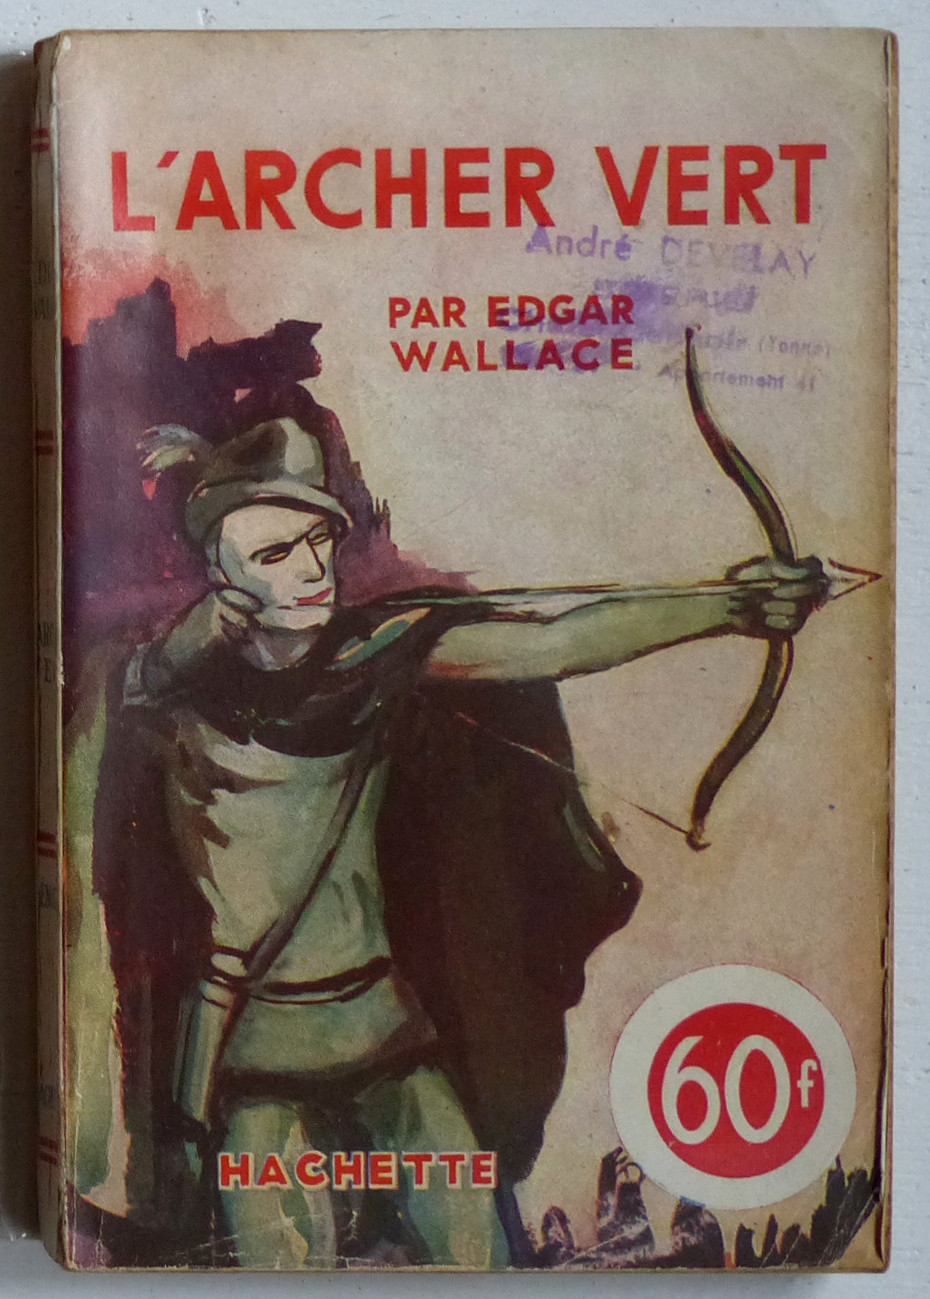 L'ARCHER VERT
André DEVELAY
PAR EDGAR
WALLACE
(Yonne)
Appartement 41
HACHETTE
60f